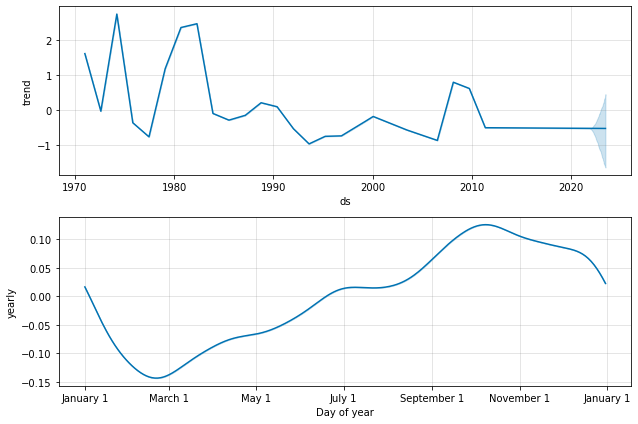 2
1
0
−1
trend
1970
1980
1990
2000
2010
2020
ds
0.10
0.05
0.00
−0.05
−0.10
−0.15
yearly
January 1
March 1
May 1
July 1
September 1
November 1
January 1
Day of year